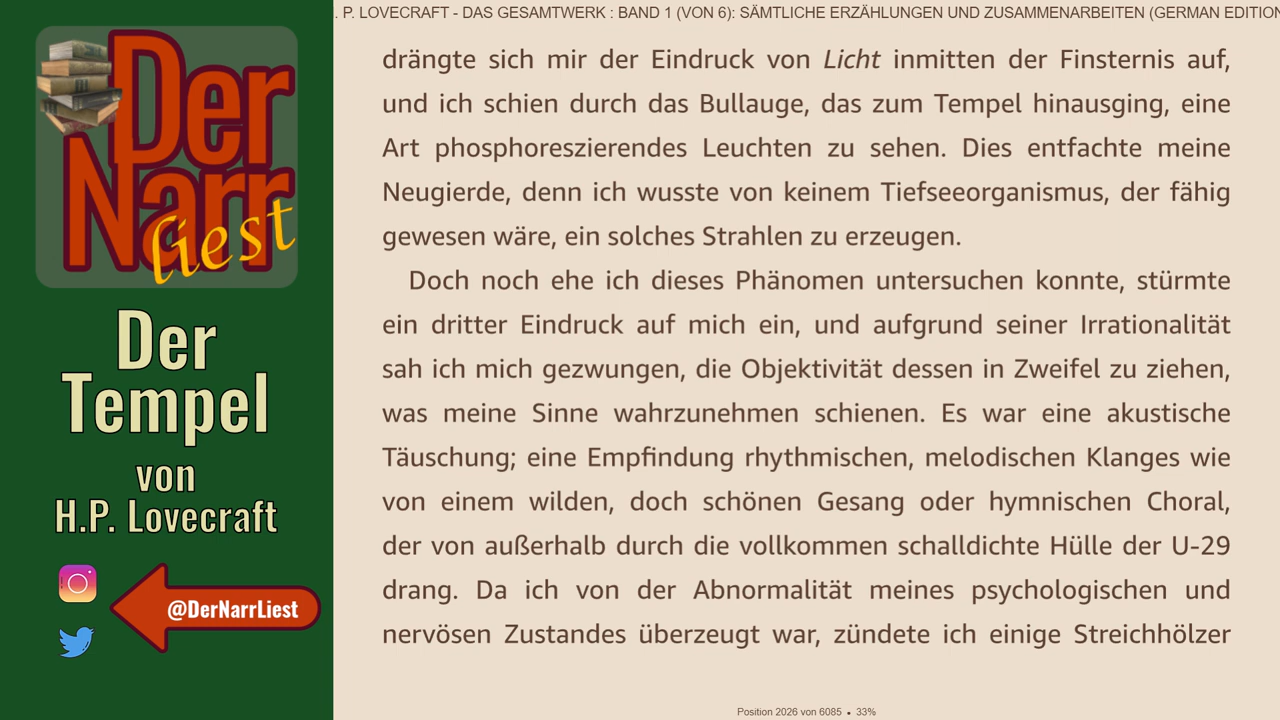 Der
Narr
liest
Der
Tempel
von
H.P. Lovecraft
@DerNarrLiest
. P. LOVECRAFT - DAS GESAMTWERK : BAND 1 (VON 6): SÄMTLICHE ERZÄHLUNGEN UND ZUSAMMENARBEITEN (GERMAN EDITION
drängte sich mir der Eindruck von Licht inmitten der Finsternis auf,
und ich schien durch das Bullauge, das zum Tempel hinausging, eine
Art phosphoreszierendes Leuchten zu sehen. Dies entfachte meine
Neugierde, denn ich wusste von keinem Tiefseeorganismus, der fähig
gewesen wäre, ein solches Strahlen zu erzeugen.
Doch noch ehe ich dieses Phänomen untersuchen konnte, stürmte
ein dritter Eindruck auf mich ein, und aufgrund seiner Irrationalität
sah ich mich gezwungen, die Objektivität dessen in Zweifel zu ziehen,
was meine Sinne wahrzunehmen schienen. Es war eine akustische
Täuschung; eine Empfindung rhythmischen, melodischen Klanges wie
von einem wilden, doch schönen Gesang oder hymnischen Choral,
der von außerhalb durch die vollkommen schalldichte Hülle der U-29
drang. Da ich von der Abnormalität meines psychologischen und
nervösen Zustandes überzeugt war, zündete ich einige Streichhölzer
Position 2026 von 6085 • 33%